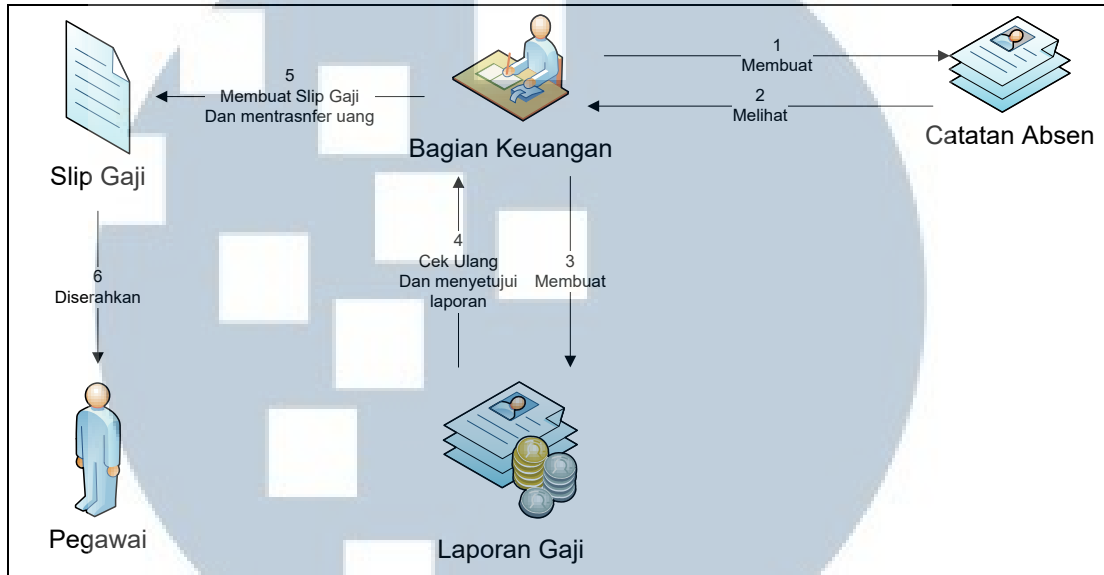 1
Membuat
2
Melihat
Catatan Absen
Bagian Keuangan
5
Membuat Slip Gaji
Dan mentrasnfer uang
Slip Gaji
4
Cek Ulang
Dan menyetujui
laporan
3
Membuat
6
Diserahkan
Pegawai
Laporan Gaji